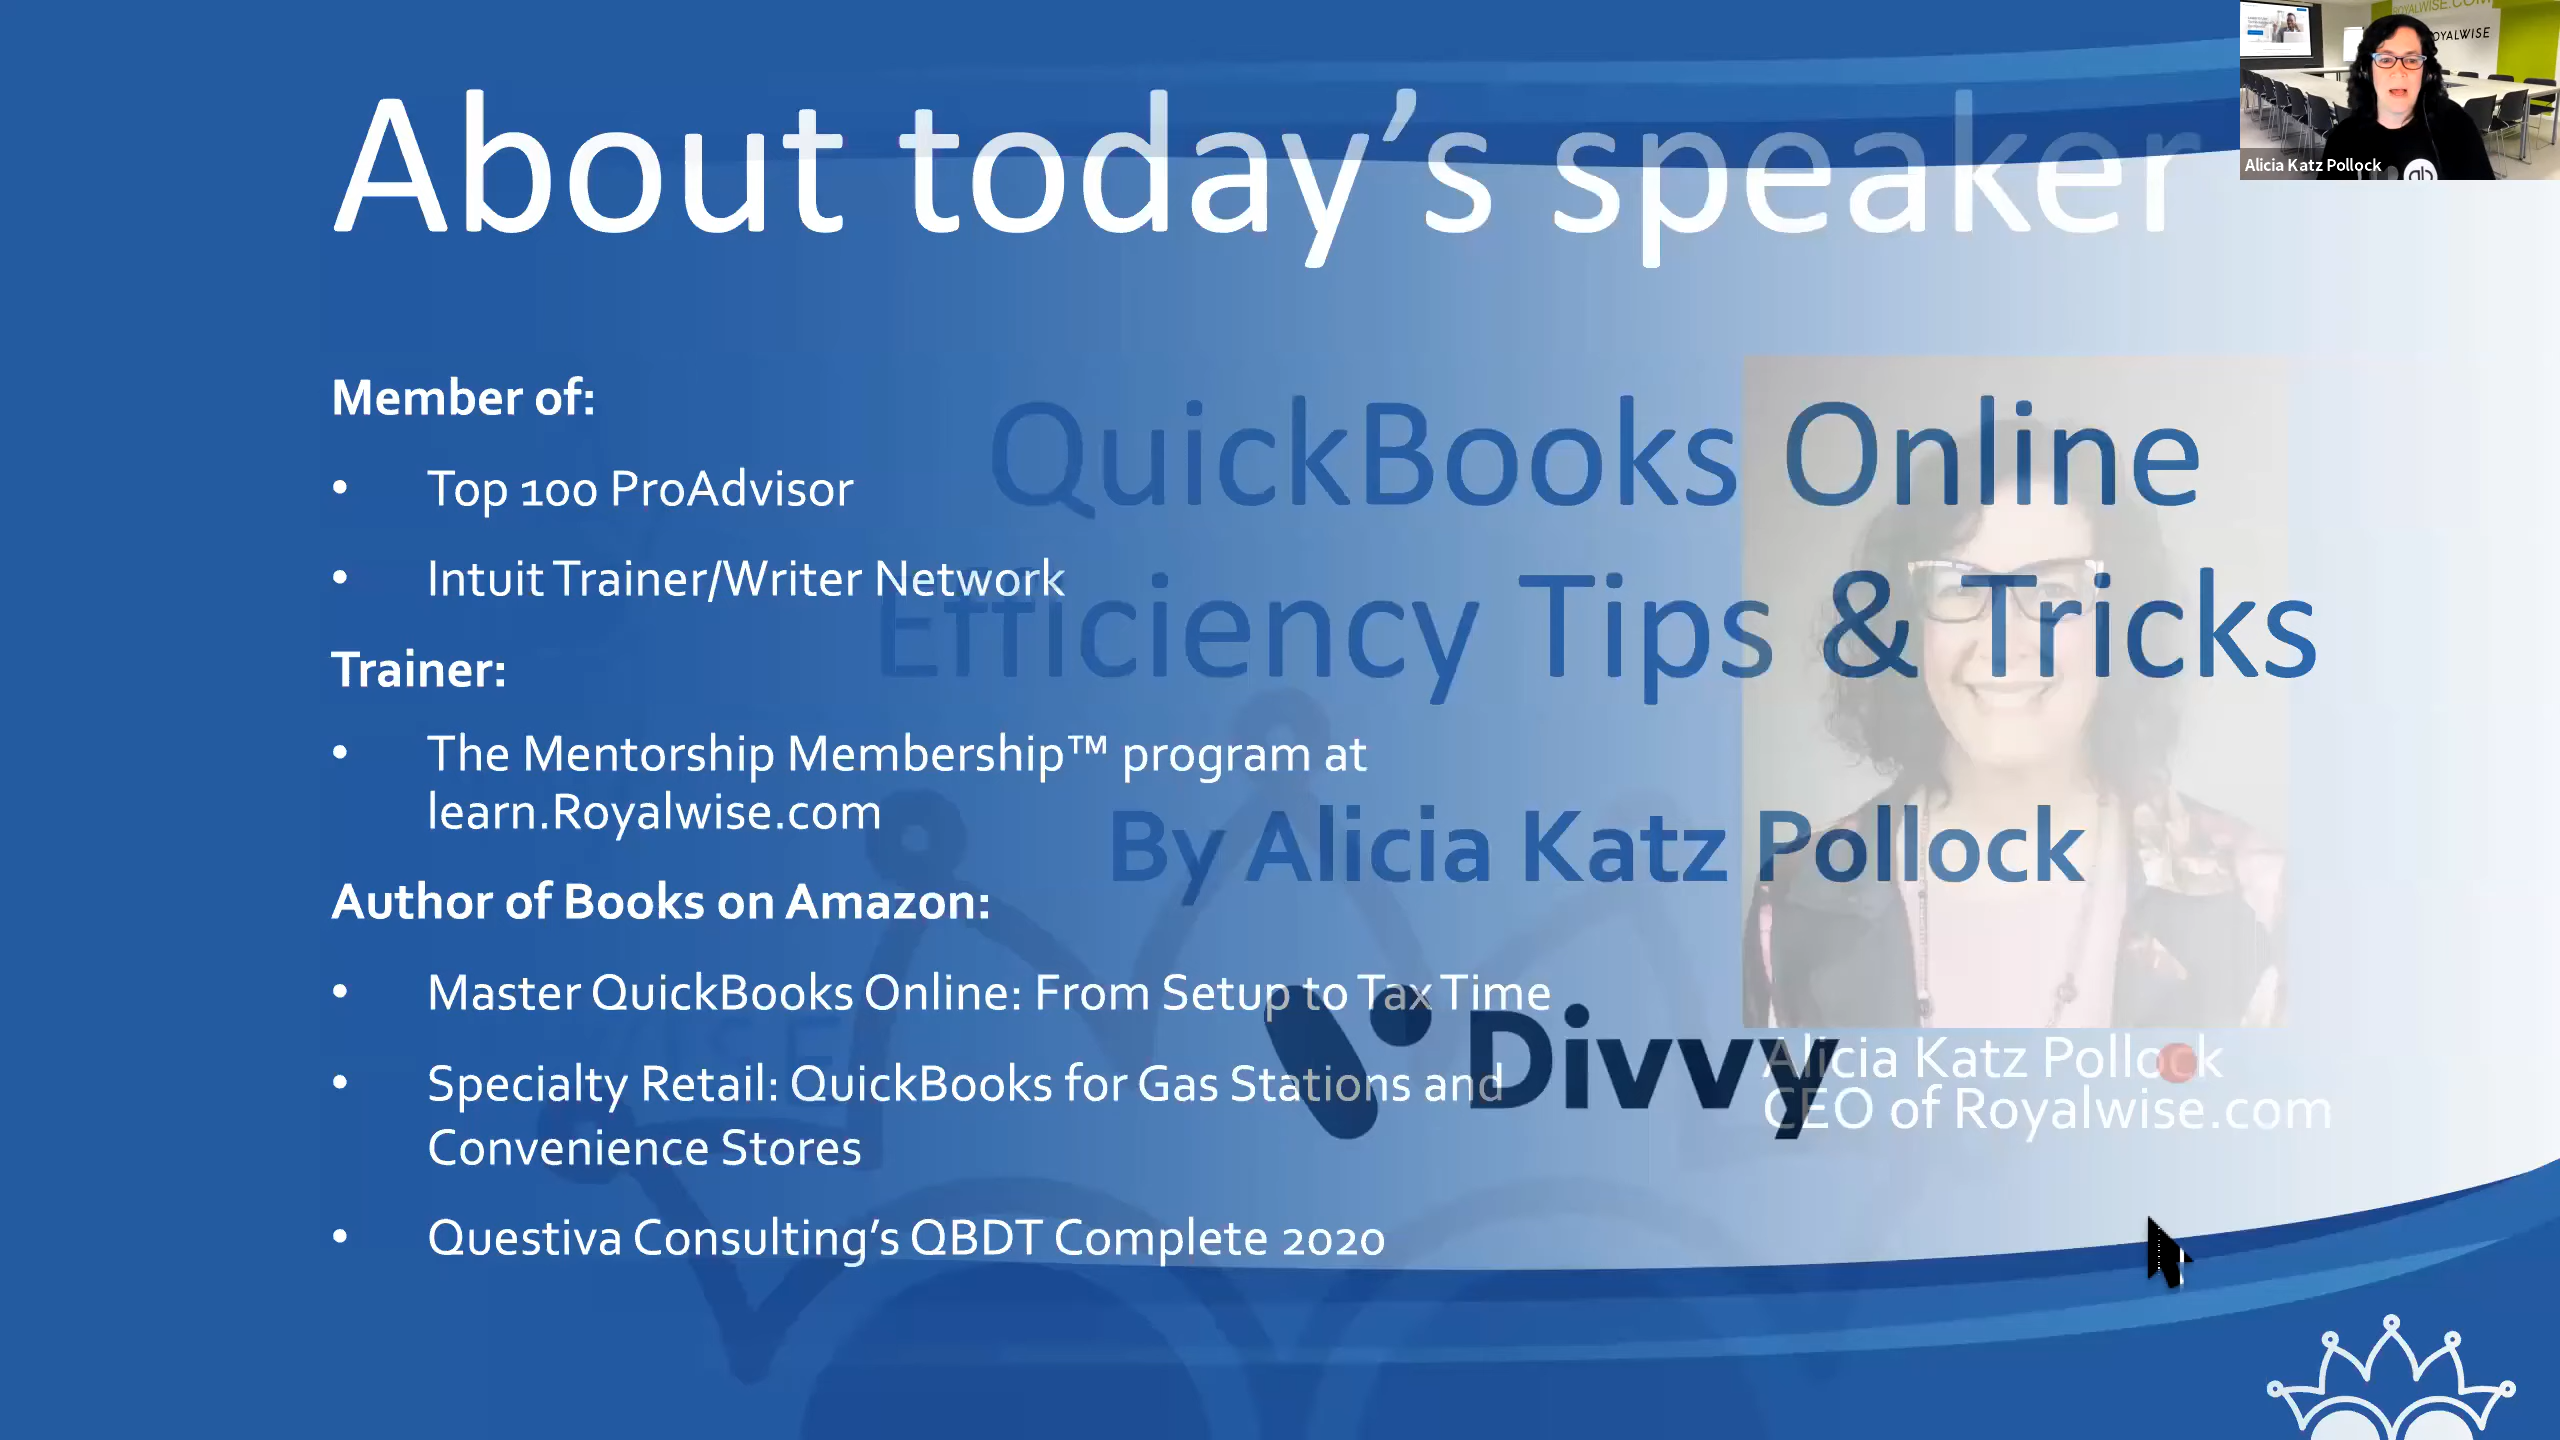 About today’s speaker
Member of:
• Top 100 ProAdvisor
• Intuit Trainer/Writer Network
Trainer:
• The Mentorship Membership™ program at
learn.Royalwise.com
Author of Books on Amazon:
• Master QuickBooks Online: From Setup to Tax Time
• Specialty Retail: QuickBooks for Gas Stations and
Convenience Stores
• Questiva Consulting’s QBDT Complete 2020
QuickBooks Online
Efficiency Tips & Tricks
By Alicia Katz Pollock
Divvy
Alicia Katz Pollock
CEO of Royalwise.com
ROYALWISE.COM
ROYALWISE
Alicia Katz Pollock
qb